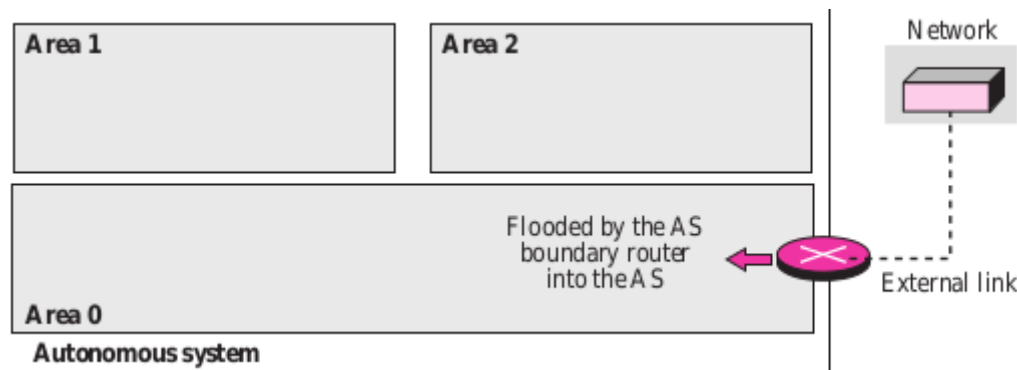 Area 1
Area 2
Network
Flooded by the AS
boundary router
into the AS
External link
Area 0
Autonomous system